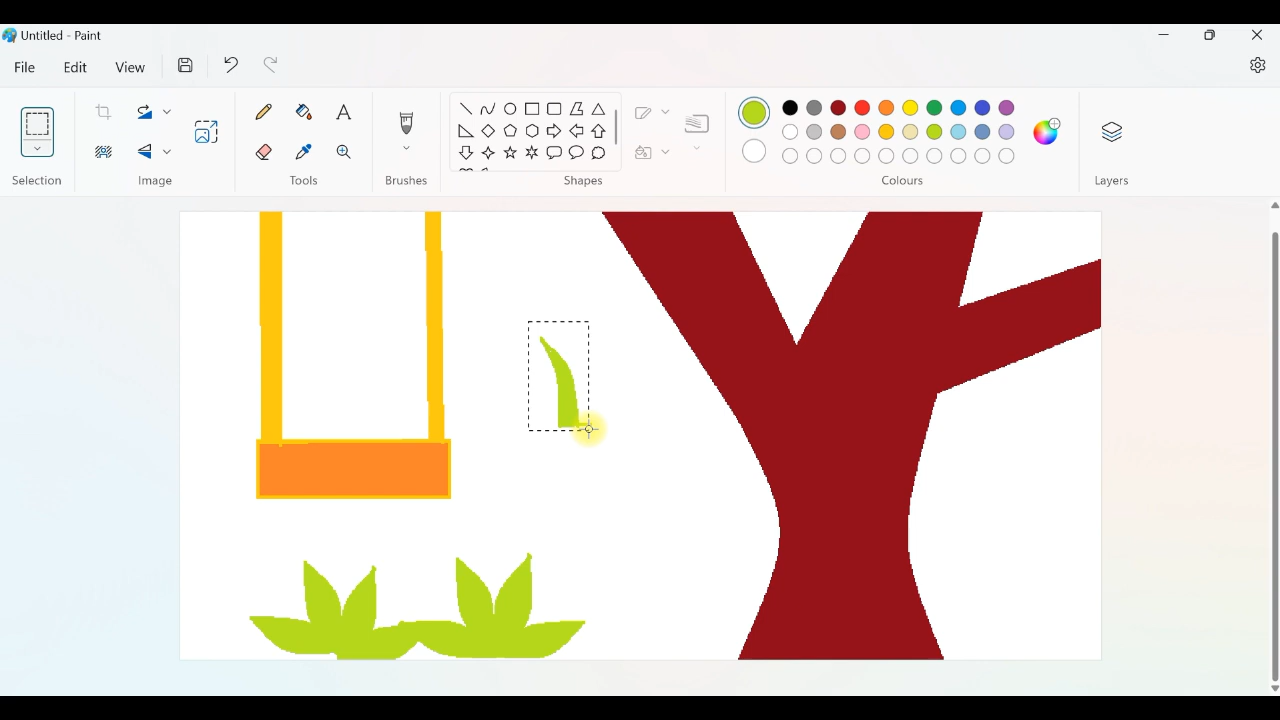 Untitled - Paint
File Edit View
Selection Image Tools Brushes Shapes Colours Layers